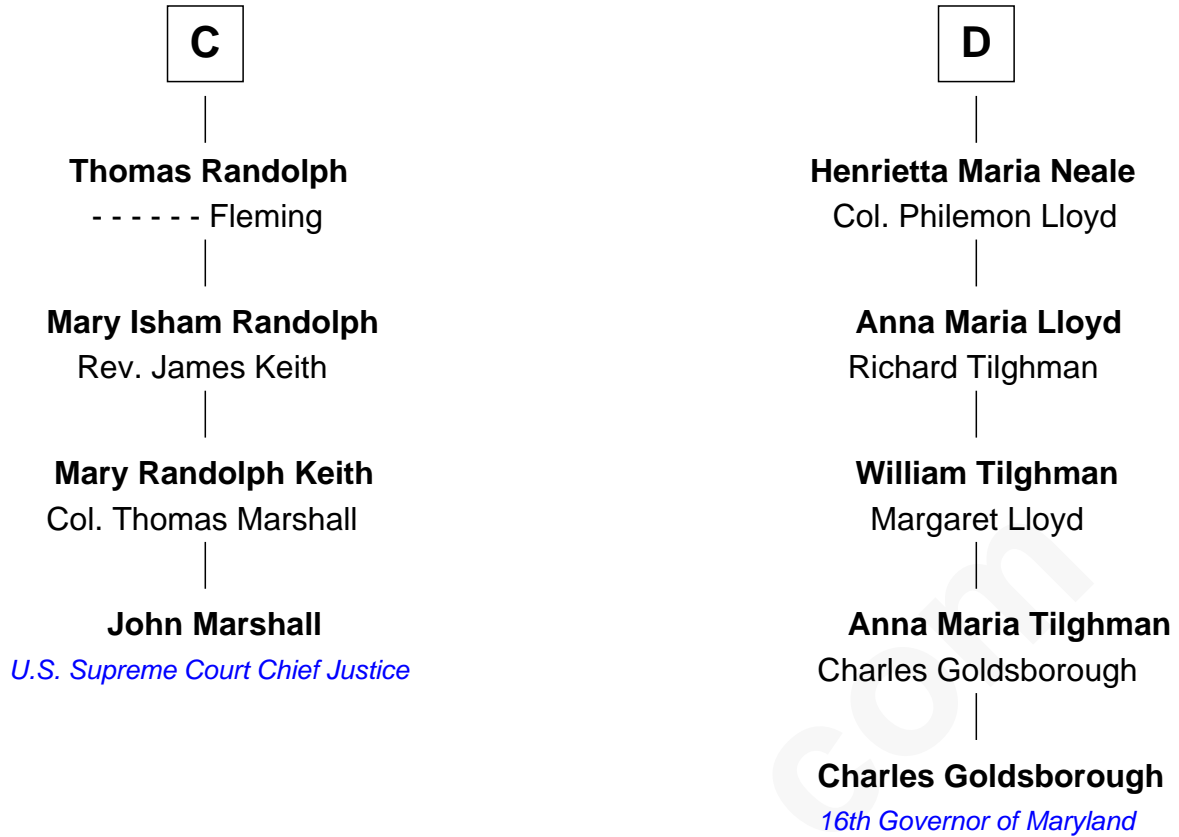 C
Thomas Randolph
- - - - - - Fleming
Mary Isham Randolph
Rev. James Keith
Mary Randolph Keith
Col. Thomas Marshall
John Marshall
U.S. Supreme Court Chief Justice
D
Henrietta Maria Neale
Col. Philemon Lloyd
Anna Maria Lloyd
Richard Tilghman
William Tilghman
Margaret Lloyd
Anna Maria Tilghman
Charles Goldsborough
Charles Goldsborough
16th Governor of Maryland
com